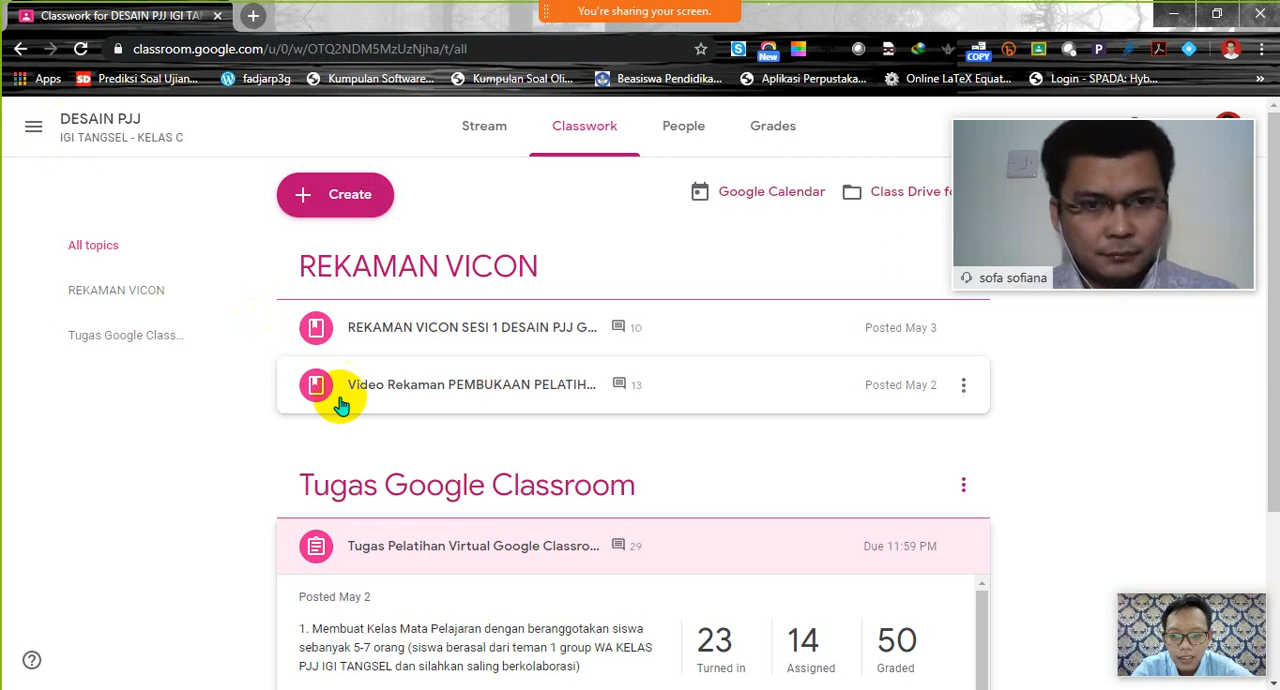 You're sharing your screen.
Classwork for DESAIN PJJ IGI TAI
classroom.google.com/u/0/w/OTQ2NDM5MzUzNjha/t/all
New
COPY
Apps
Prediksi Soal Ujian...
fadjarp3g
Kumpulan Software...
Kumpulan Soal Oli...
Beasiswa Pendidika...
Aplikasi Perpustaka...
Online LaTeX Equat...
Login - SPADA: Hyb...
DESAIN PJJ
IGI TANGSEL - KELAS C
Stream
Classwork
People
Grades
Create
Google Calendar
Class Drive fo
sofa sofiana
All topics
REKAMAN VICON
Tugas Google Class...
REKAMAN VICON
REKAMAN VICON SESI 1 DESAIN PJJ G...
10
Posted May 3
Video Rekaman PEMBUKAAN PELATIH...
13
Posted May 2
Tugas Google Classroom
Tugas Pelatihan Virtual Google Classro...
29
Due 11:59 PM
Posted May 2
1. Membuat Kelas Mata Pelajaran dengan beranggotakan siswa
sebanyak 5-7 orang (siswa berasal dari teman 1 group WA KELAS
PJJ IGI TANGSEL dan silahkan saling berkolaborasi)
23
Turned in
14
Assigned
50
Graded